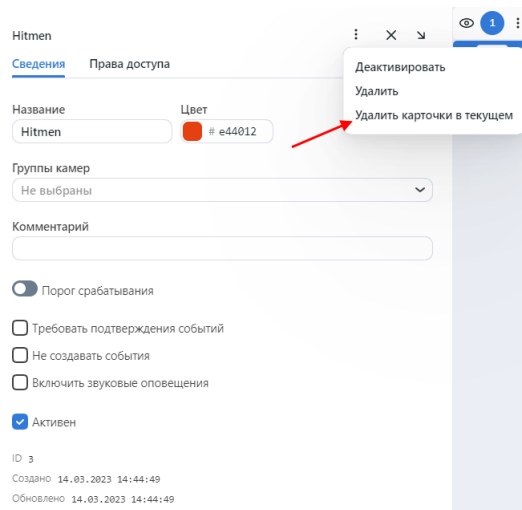 Hitmen
1
Сведения Права доступа
Деактивировать
Удалить
Удалить карточки в текущем
Название Цвет
Hitmen # e44012
Группы камер
Не выбраны
Комментарий
Порог срабатывания
Требовать подтверждения событий
Не создавать события
Включить звуковые оповещения
Активен
ID 3
Создано 14.03.2023 14:44:49
Обновлено 14.03.2023 14:44:49